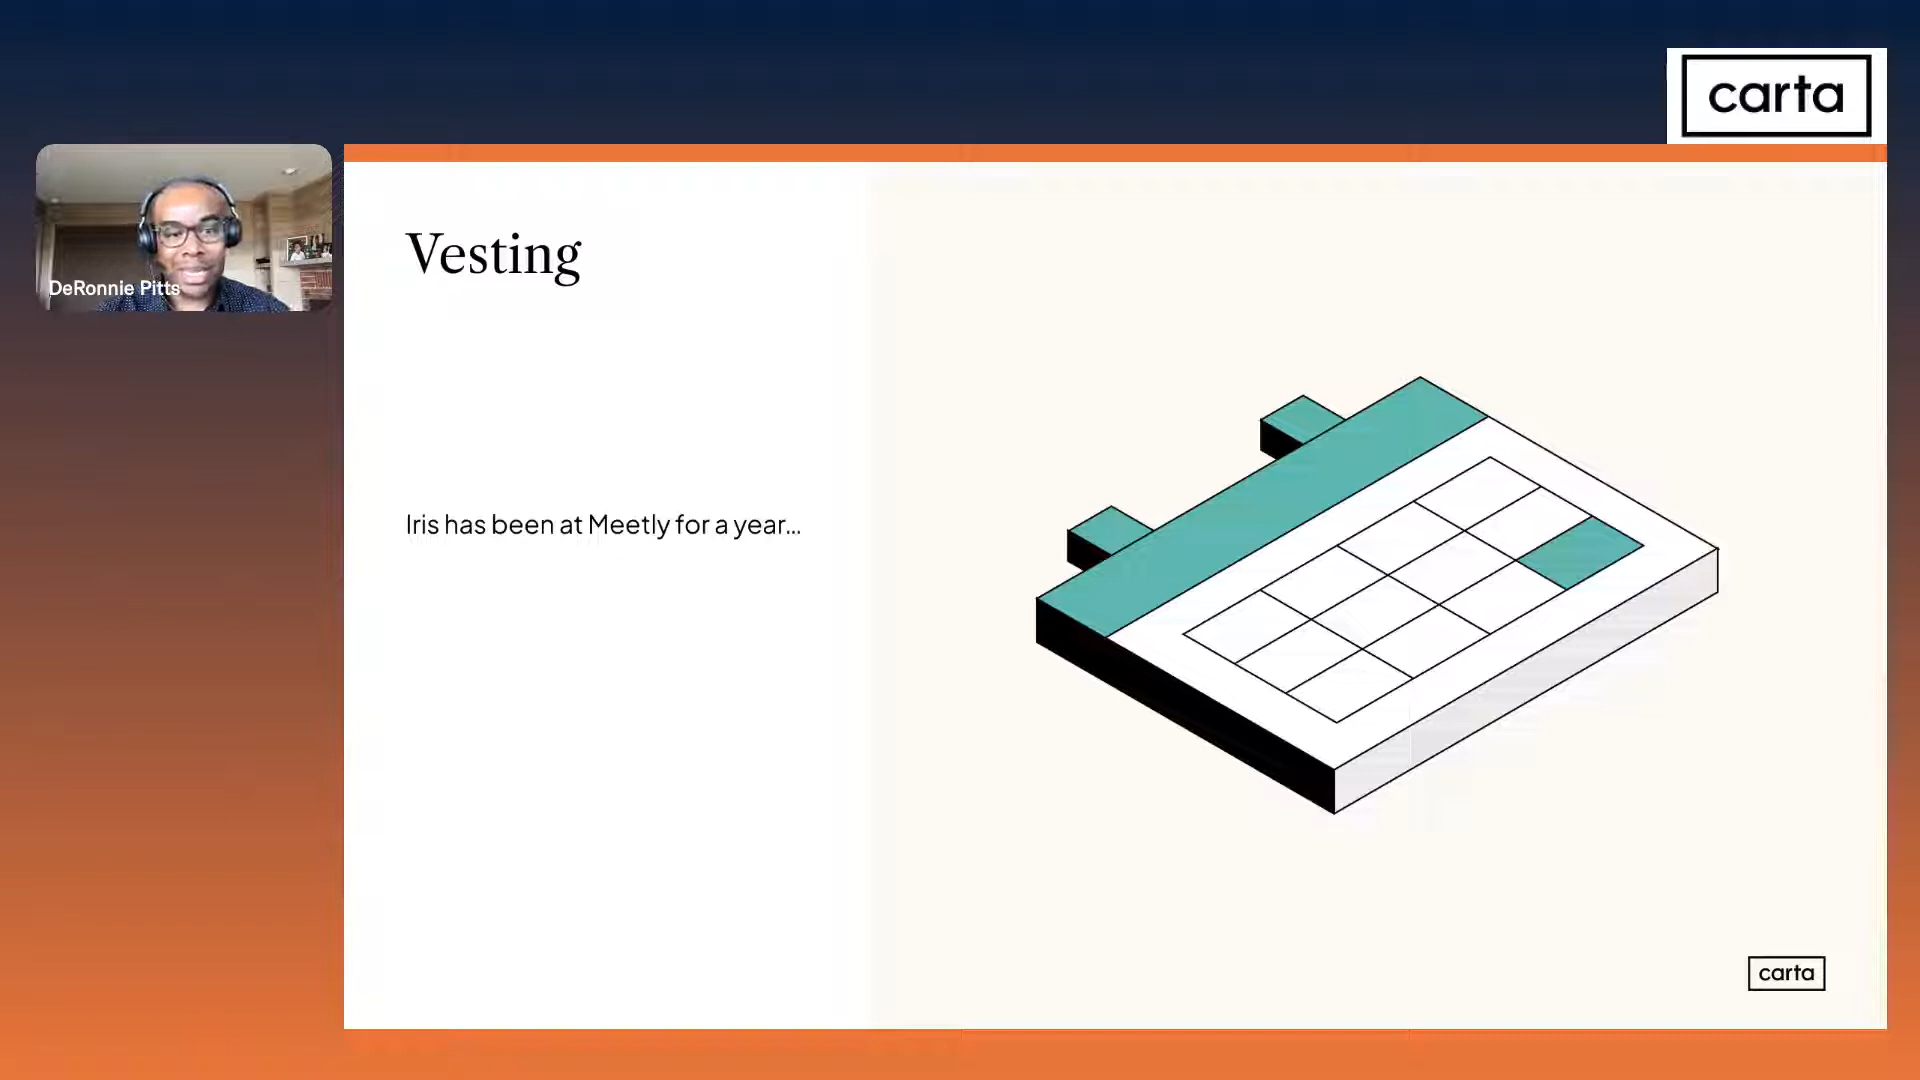 carta
DeRonnie Pitts
Vesting
Iris has been at Meetly for a year...
carta